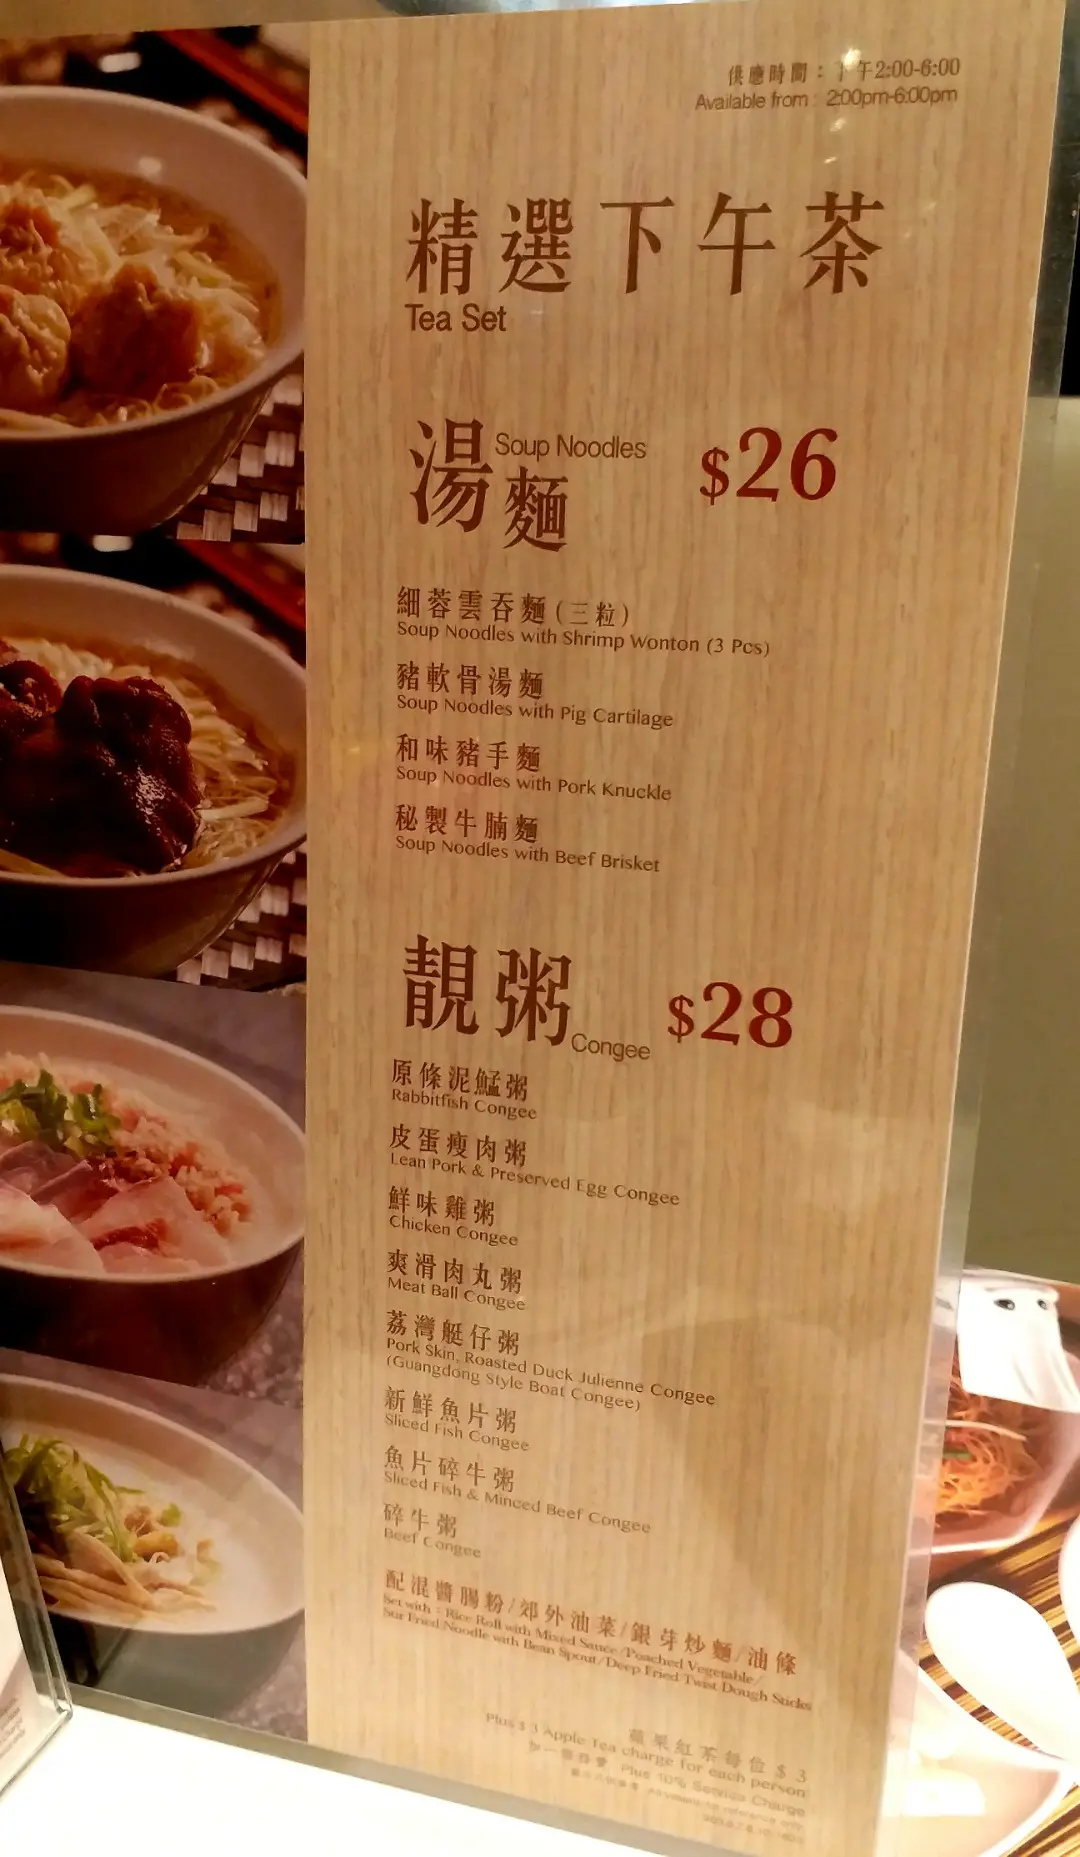 供應時間：下午2:00-6:00
Available from : 2:00pm-6:00pm
精選下午茶
Tea Set
湯麵
Soup Noodles
$26
細蓉雲吞麵（三粒）
Soup Noodles with Shrimp Wonton (3 Pcs)
豬軟骨湯麵
Soup Noodles with Pig Cartilage
和味豬手麵
Soup Noodles with Pork Knuckle
秘製牛腩麵
Soup Noodles with Beef Brisket
靚粥
Congee
$28
原條泥鯭粥
Rabbitfish Congee
皮蛋瘦肉粥
Lean Pork & Preserved Egg Congee
鮮味雞粥
Chicken Congee
爽滑肉丸粥
Meat Ball Congee
荔灣艇仔粥
Pork Skin, Roasted Duck Julienne Congee
(Guangdong Style Boat Congee)
新鮮魚片粥
Sliced Fish Congee
魚片碎牛粥
Sliced Fish & Minced Beef Congee
碎牛粥
Beef Congee
配混醬腸粉/郊外油菜/銀芽炒麵/油條
Set with : Rice Roll with Mixed Sauce /Poached Vegetable/
Stir Fried Noodle with Bean Spout/Deep Fried Twist Dough Sticks
蘋果紅茶每位 $ 3
Plus $ 3 Apple Tea charge for each person
加一服務費 Plus 10% Service Charge